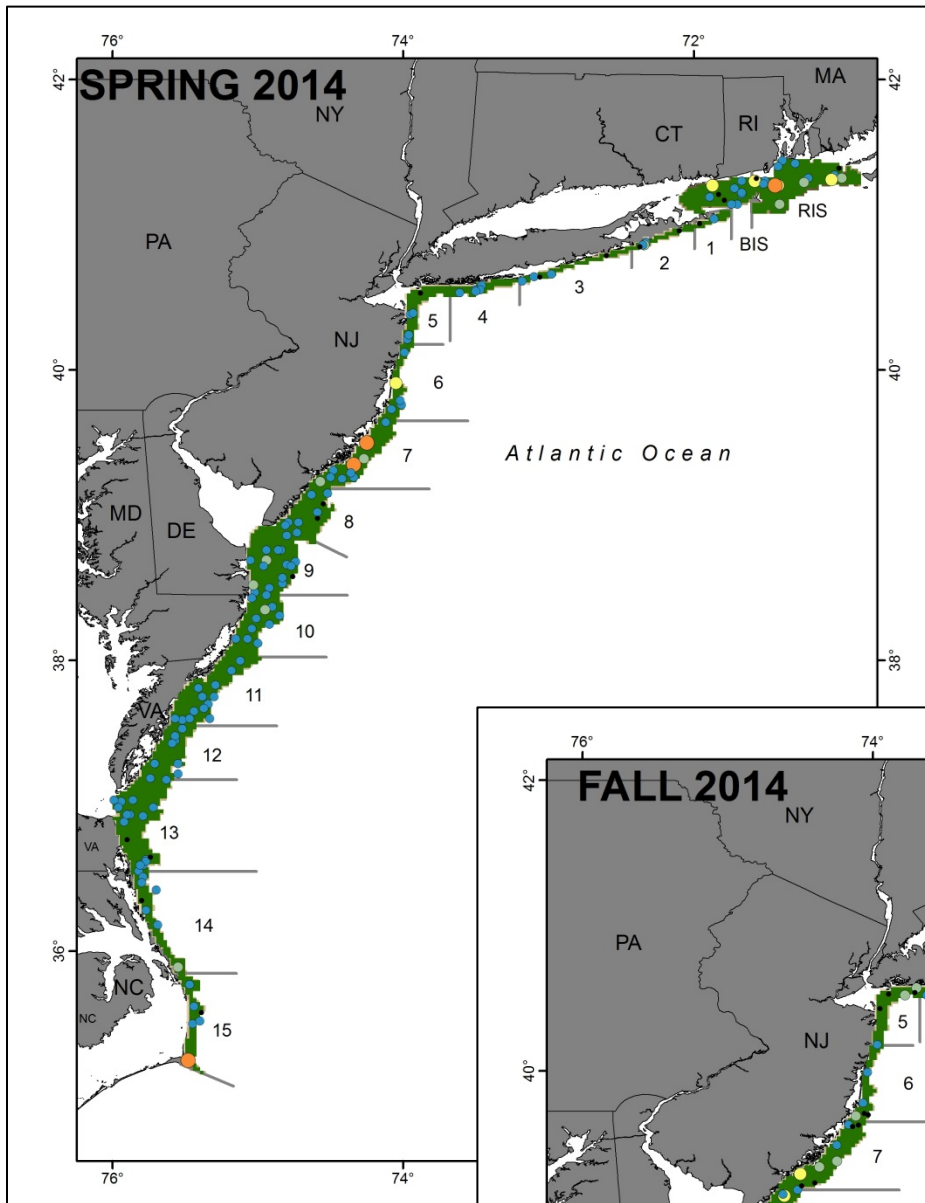 76° 74° 72°
42° 42°
SPRING 2014
NY
MA
CT
RI
PA
RIS
BIS
1
2
3
4
5
NJ
40° 40°
6
Atlantic Ocean
7
MD
DE
8
9
10
38° 38°
11
VA
12
13
VA
14
36°
NC
NC
15
76° 74°
76° 74°
42°
FALL 2014
NY
PA
5
NJ
40°
6
7